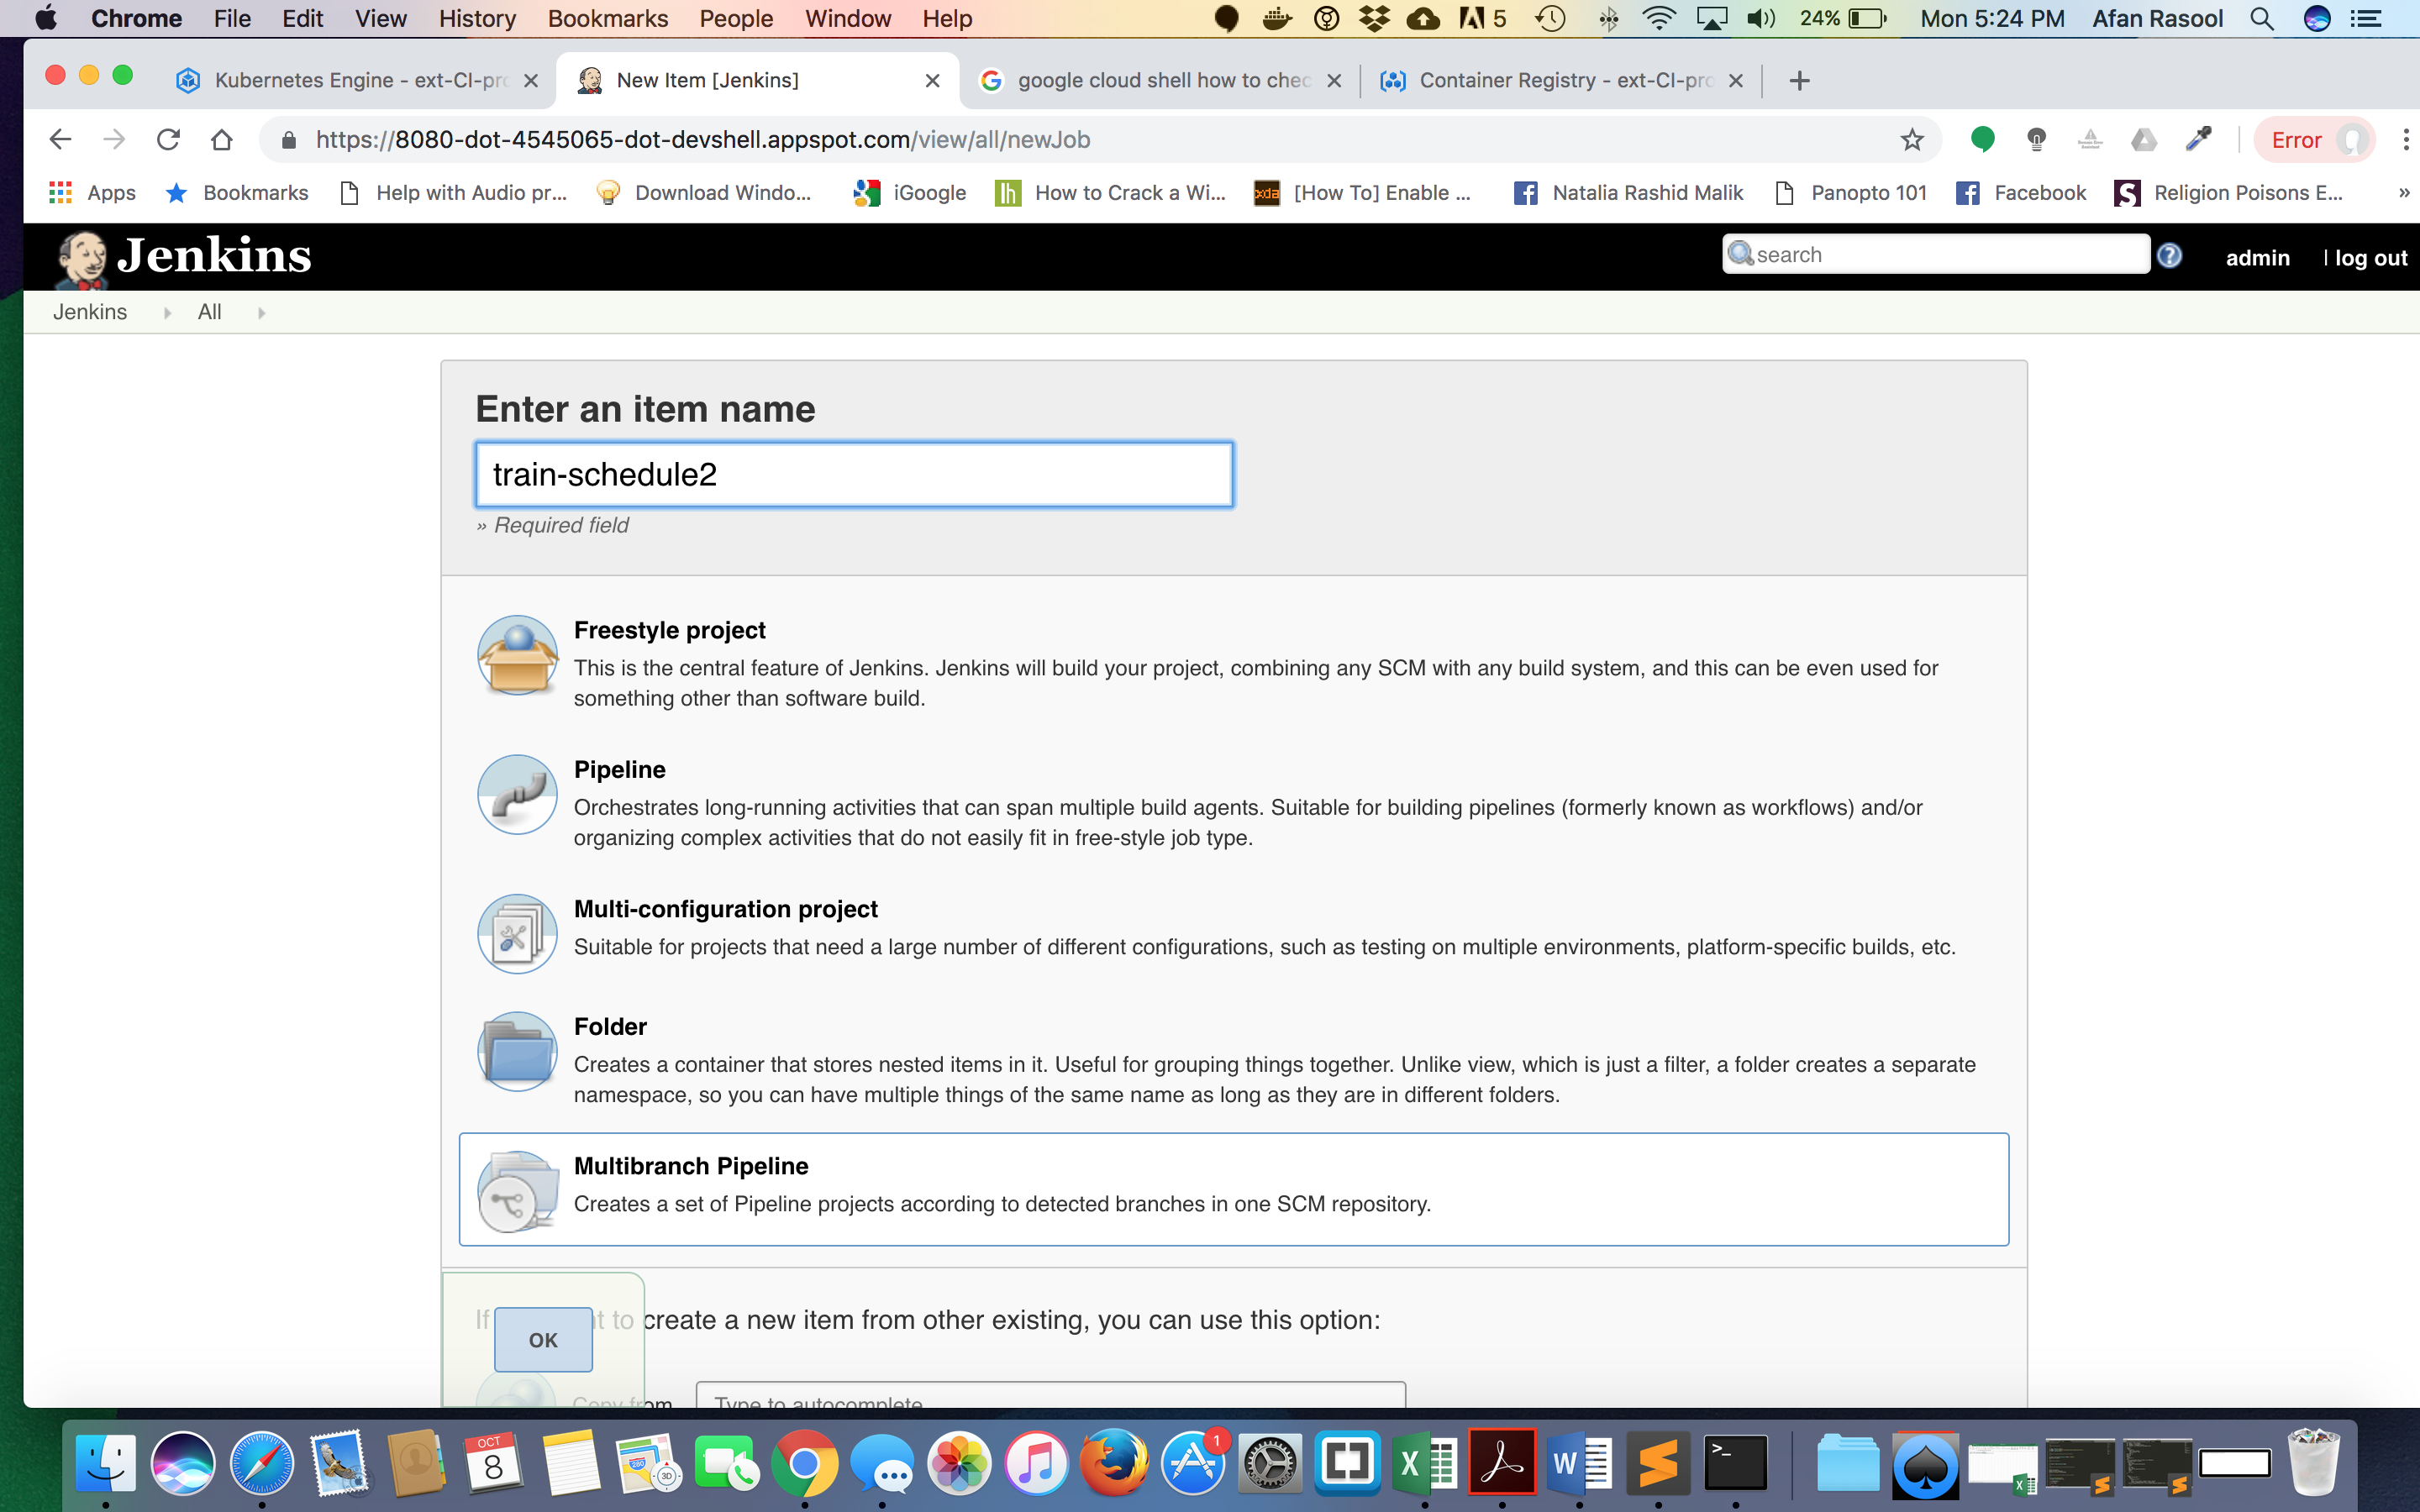 Chrome File Edit View History Bookmarks People Window Help 5 24% Mon 5:24 PM Afan Rasool
Kubernetes Engine - ext-CI-pro New Item [Jenkins] google cloud shell how to chec Container Registry - ext-CI-pro
https://8080-dot-4545065-dot-devshell.appspot.com/view/all/newJob Error
Apps Bookmarks Help with Audio pr... Download Windo... iGoogle How to Crack a Wi... [How To] Enable ... Natalia Rashid Malik Panopto 101 Facebook Religion Poisons E... »
Jenkins search admin | log out
Jenkins All
Enter an item name
train-schedule2
» Required field
Freestyle project
This is the central feature of Jenkins. Jenkins will build your project, combining any SCM with any build system, and this can be even used for
something other than software build.
Pipeline
Orchestrates long-running activities that can span multiple build agents. Suitable for building pipelines (formerly known as workflows) and/or
organizing complex activities that do not easily fit in free-style job type.
Multi-configuration project
Suitable for projects that need a large number of different configurations, such as testing on multiple environments, platform-specific builds, etc.
Folder
Creates a container that stores nested items in it. Useful for grouping things together. Unlike view, which is just a filter, a folder creates a separate
namespace, so you can have multiple things of the same name as long as they are in different folders.
Multibranch Pipeline
Creates a set of Pipeline projects according to detected branches in one SCM repository.
If t to create a new item from other existing, you can use this option:
OK
Copy from Type to autocomplete
OCT
8
280
3D
1